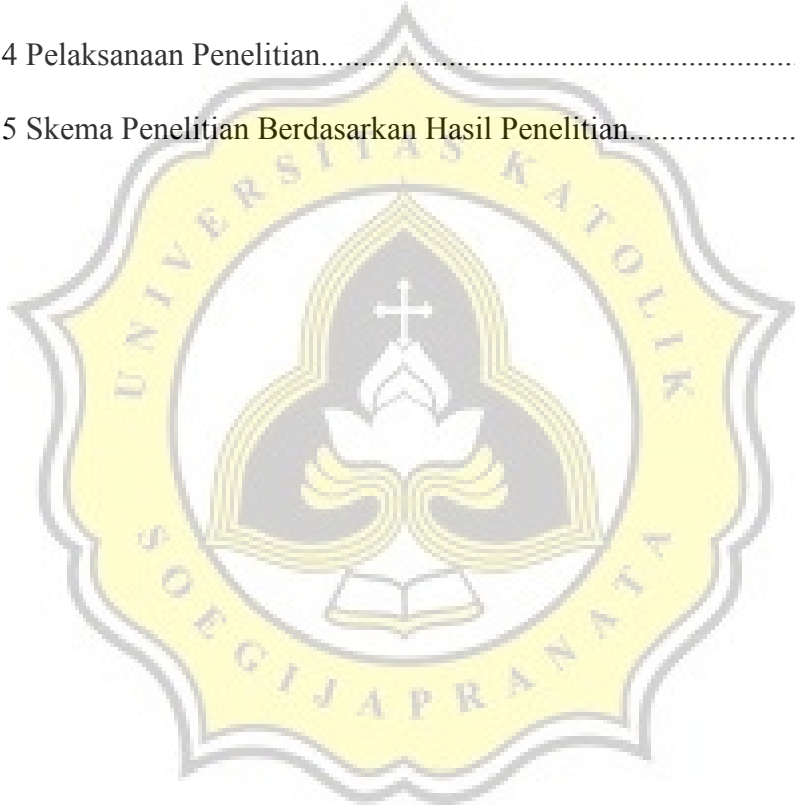 4 Pelaksanaan Penelitian............................................................
5 Skema Penelitian Berdasarkan Hasil Penelitian.....................
UNIVERSITAS KATOLIK
SOEGIJAPRANATA